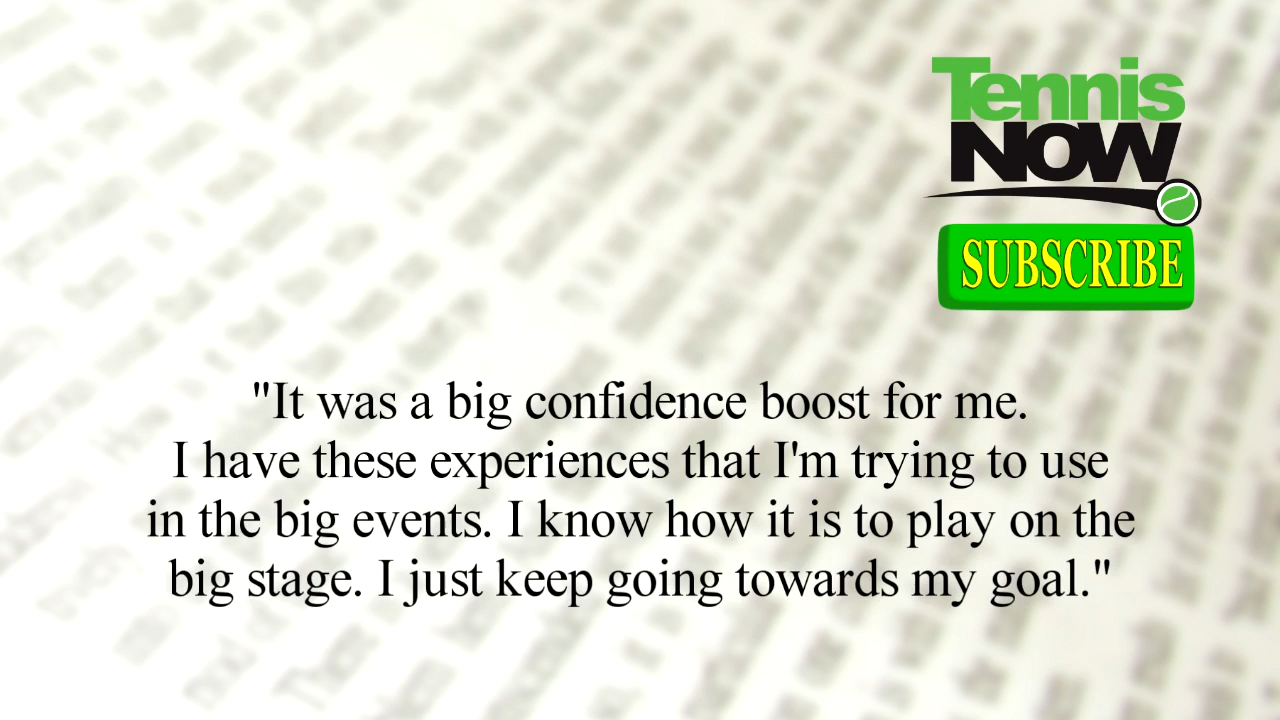 Tennis
NOW
SUBSCRIBE
"It was a big confidence boost for me.
I have these experiences that I'm trying to use
in the big events. I know how it is to play on the
big stage. I just keep going towards my goal."